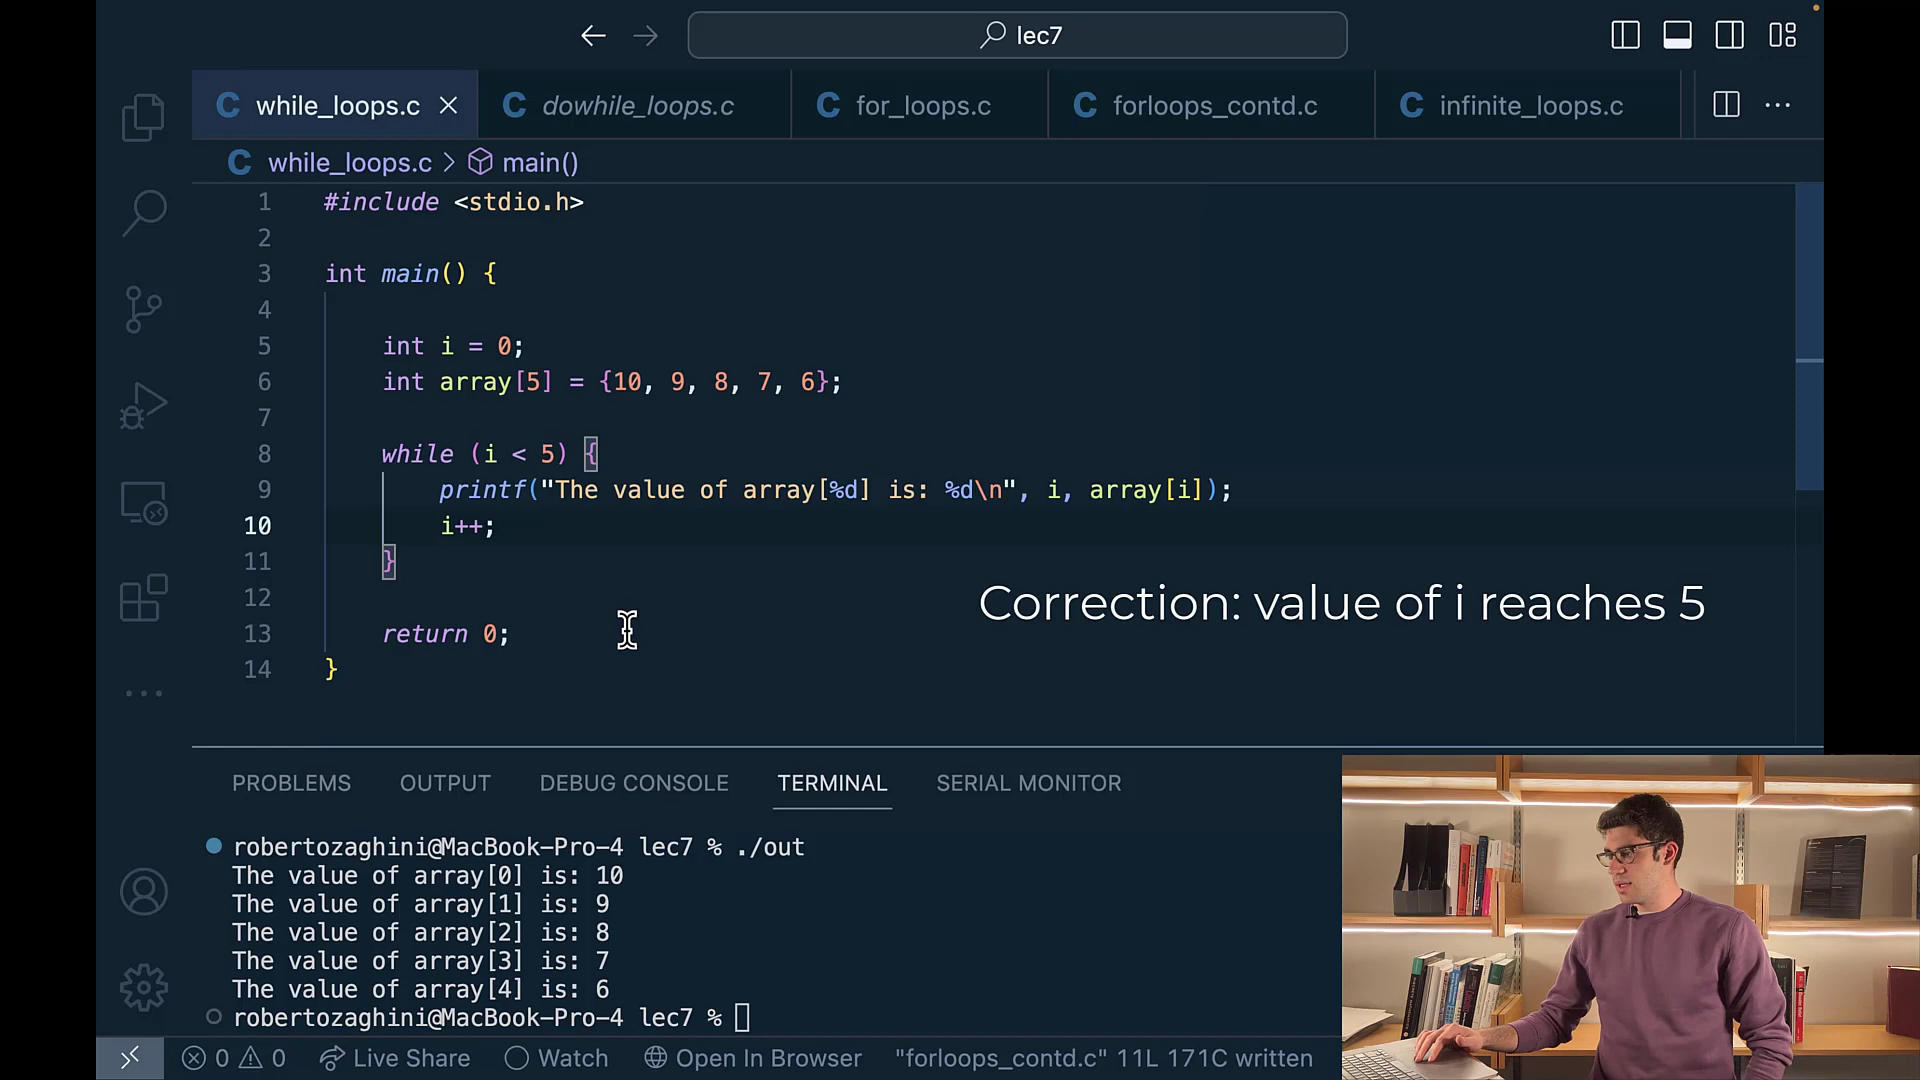 lec7
while_loops.c
dowhile_loops.c
for_loops.c
forloops_contd.c
infinite_loops.c
while_loops.c > main()
1 #include <stdio.h>
2
3 int main() {
4
5 int i = 0;
6 int array[5] = {10, 9, 8, 7, 6};
7
8 while (i < 5) {
9 printf("The value of array[%d] is: %d\n", i, array[i]);
10 i++;
11 }
12
13 return 0;
14 }
Correction: value of i reaches 5
PROBLEMS OUTPUT DEBUG CONSOLE TERMINAL SERIAL MONITOR
robertozaghini@MacBook-Pro-4 lec7 % ./out
The value of array[0] is: 10
The value of array[1] is: 9
The value of array[2] is: 8
The value of array[3] is: 7
The value of array[4] is: 6
robertozaghini@MacBook-Pro-4 lec7 %
0 0 Live Share Watch Open In Browser "forloops_contd.c" 11L 171C written